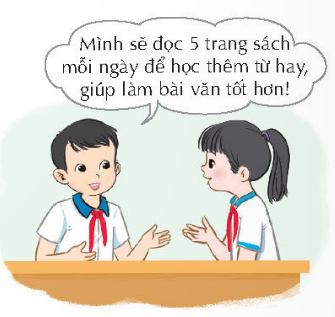 Mình sẽ đọc 5 trang sách
mỗi ngày để học thêm từ hay,
giúp làm bài văn tốt hơn!